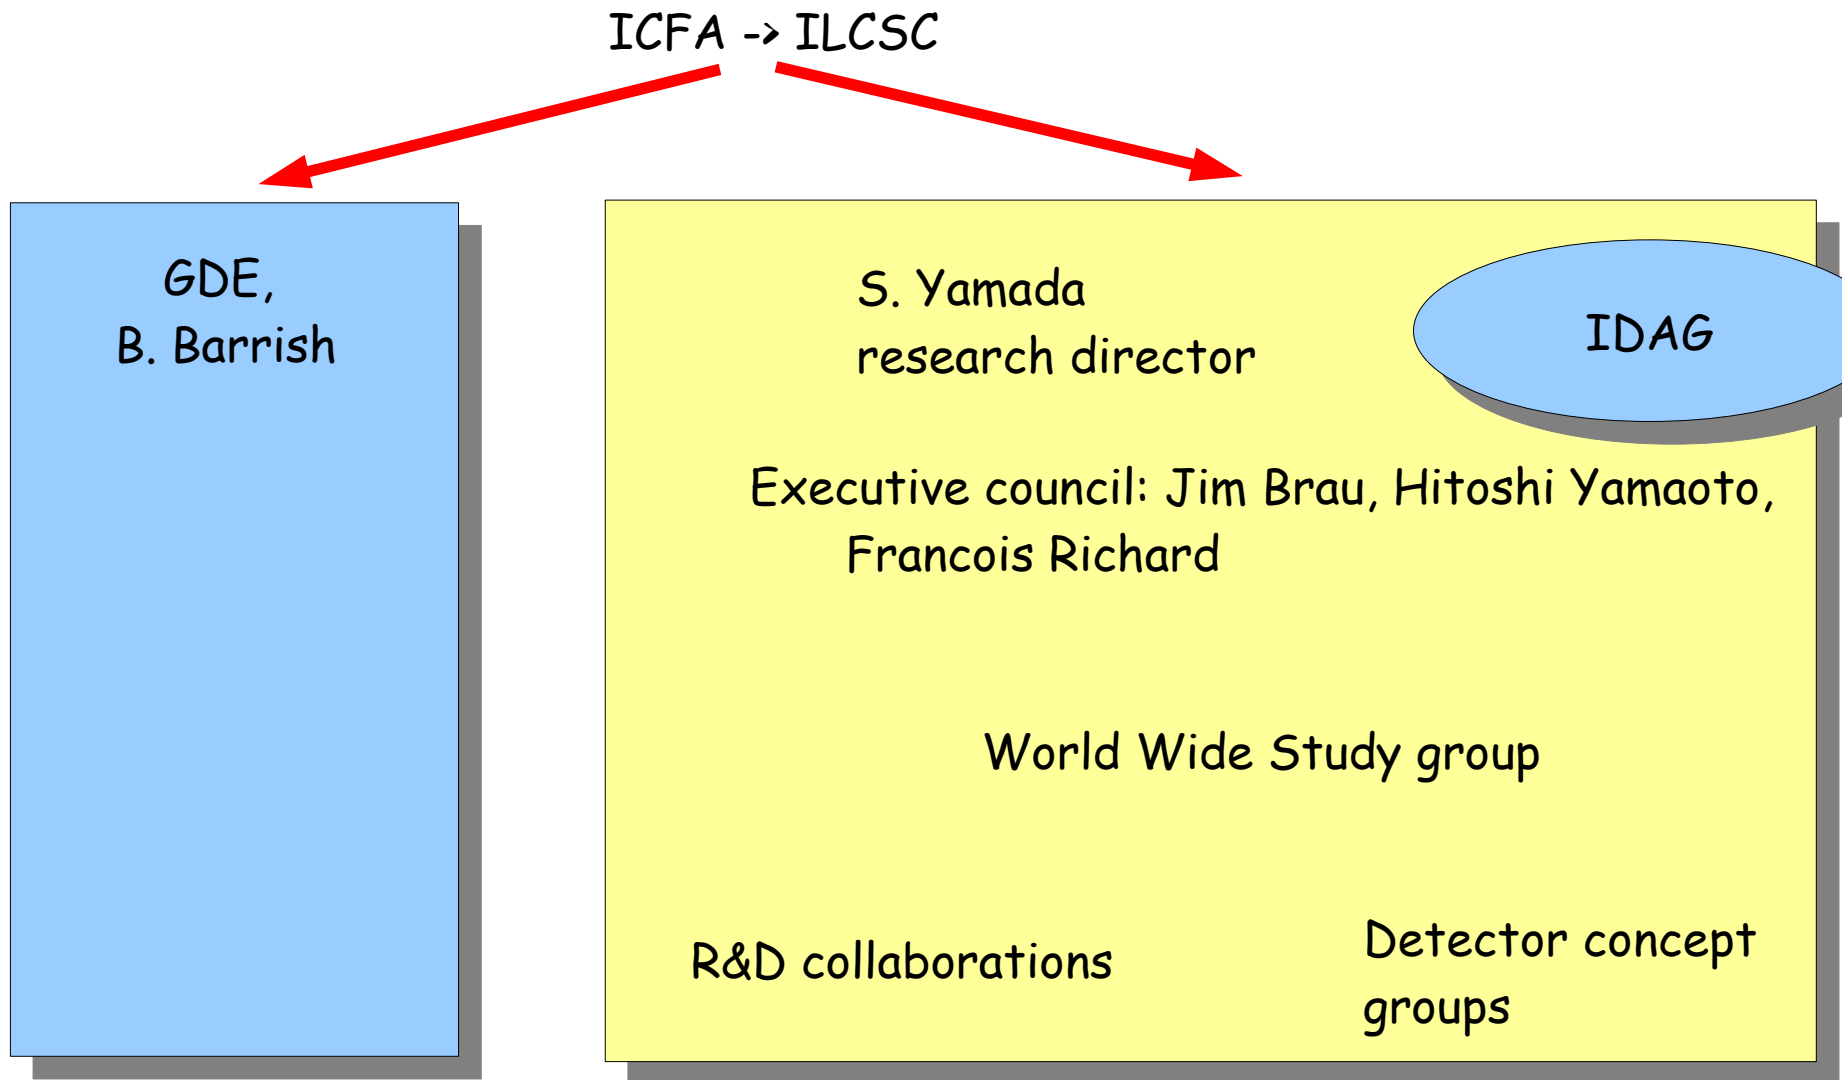 ICFA -> ILCSC
GDE,
B. Barrish
S. Yamada
research director
IDAG
Executive council: Jim Brau, Hitoshi Yamaoto,
Francois Richard
World Wide Study group
R&D collaborations
Detector concept
groups